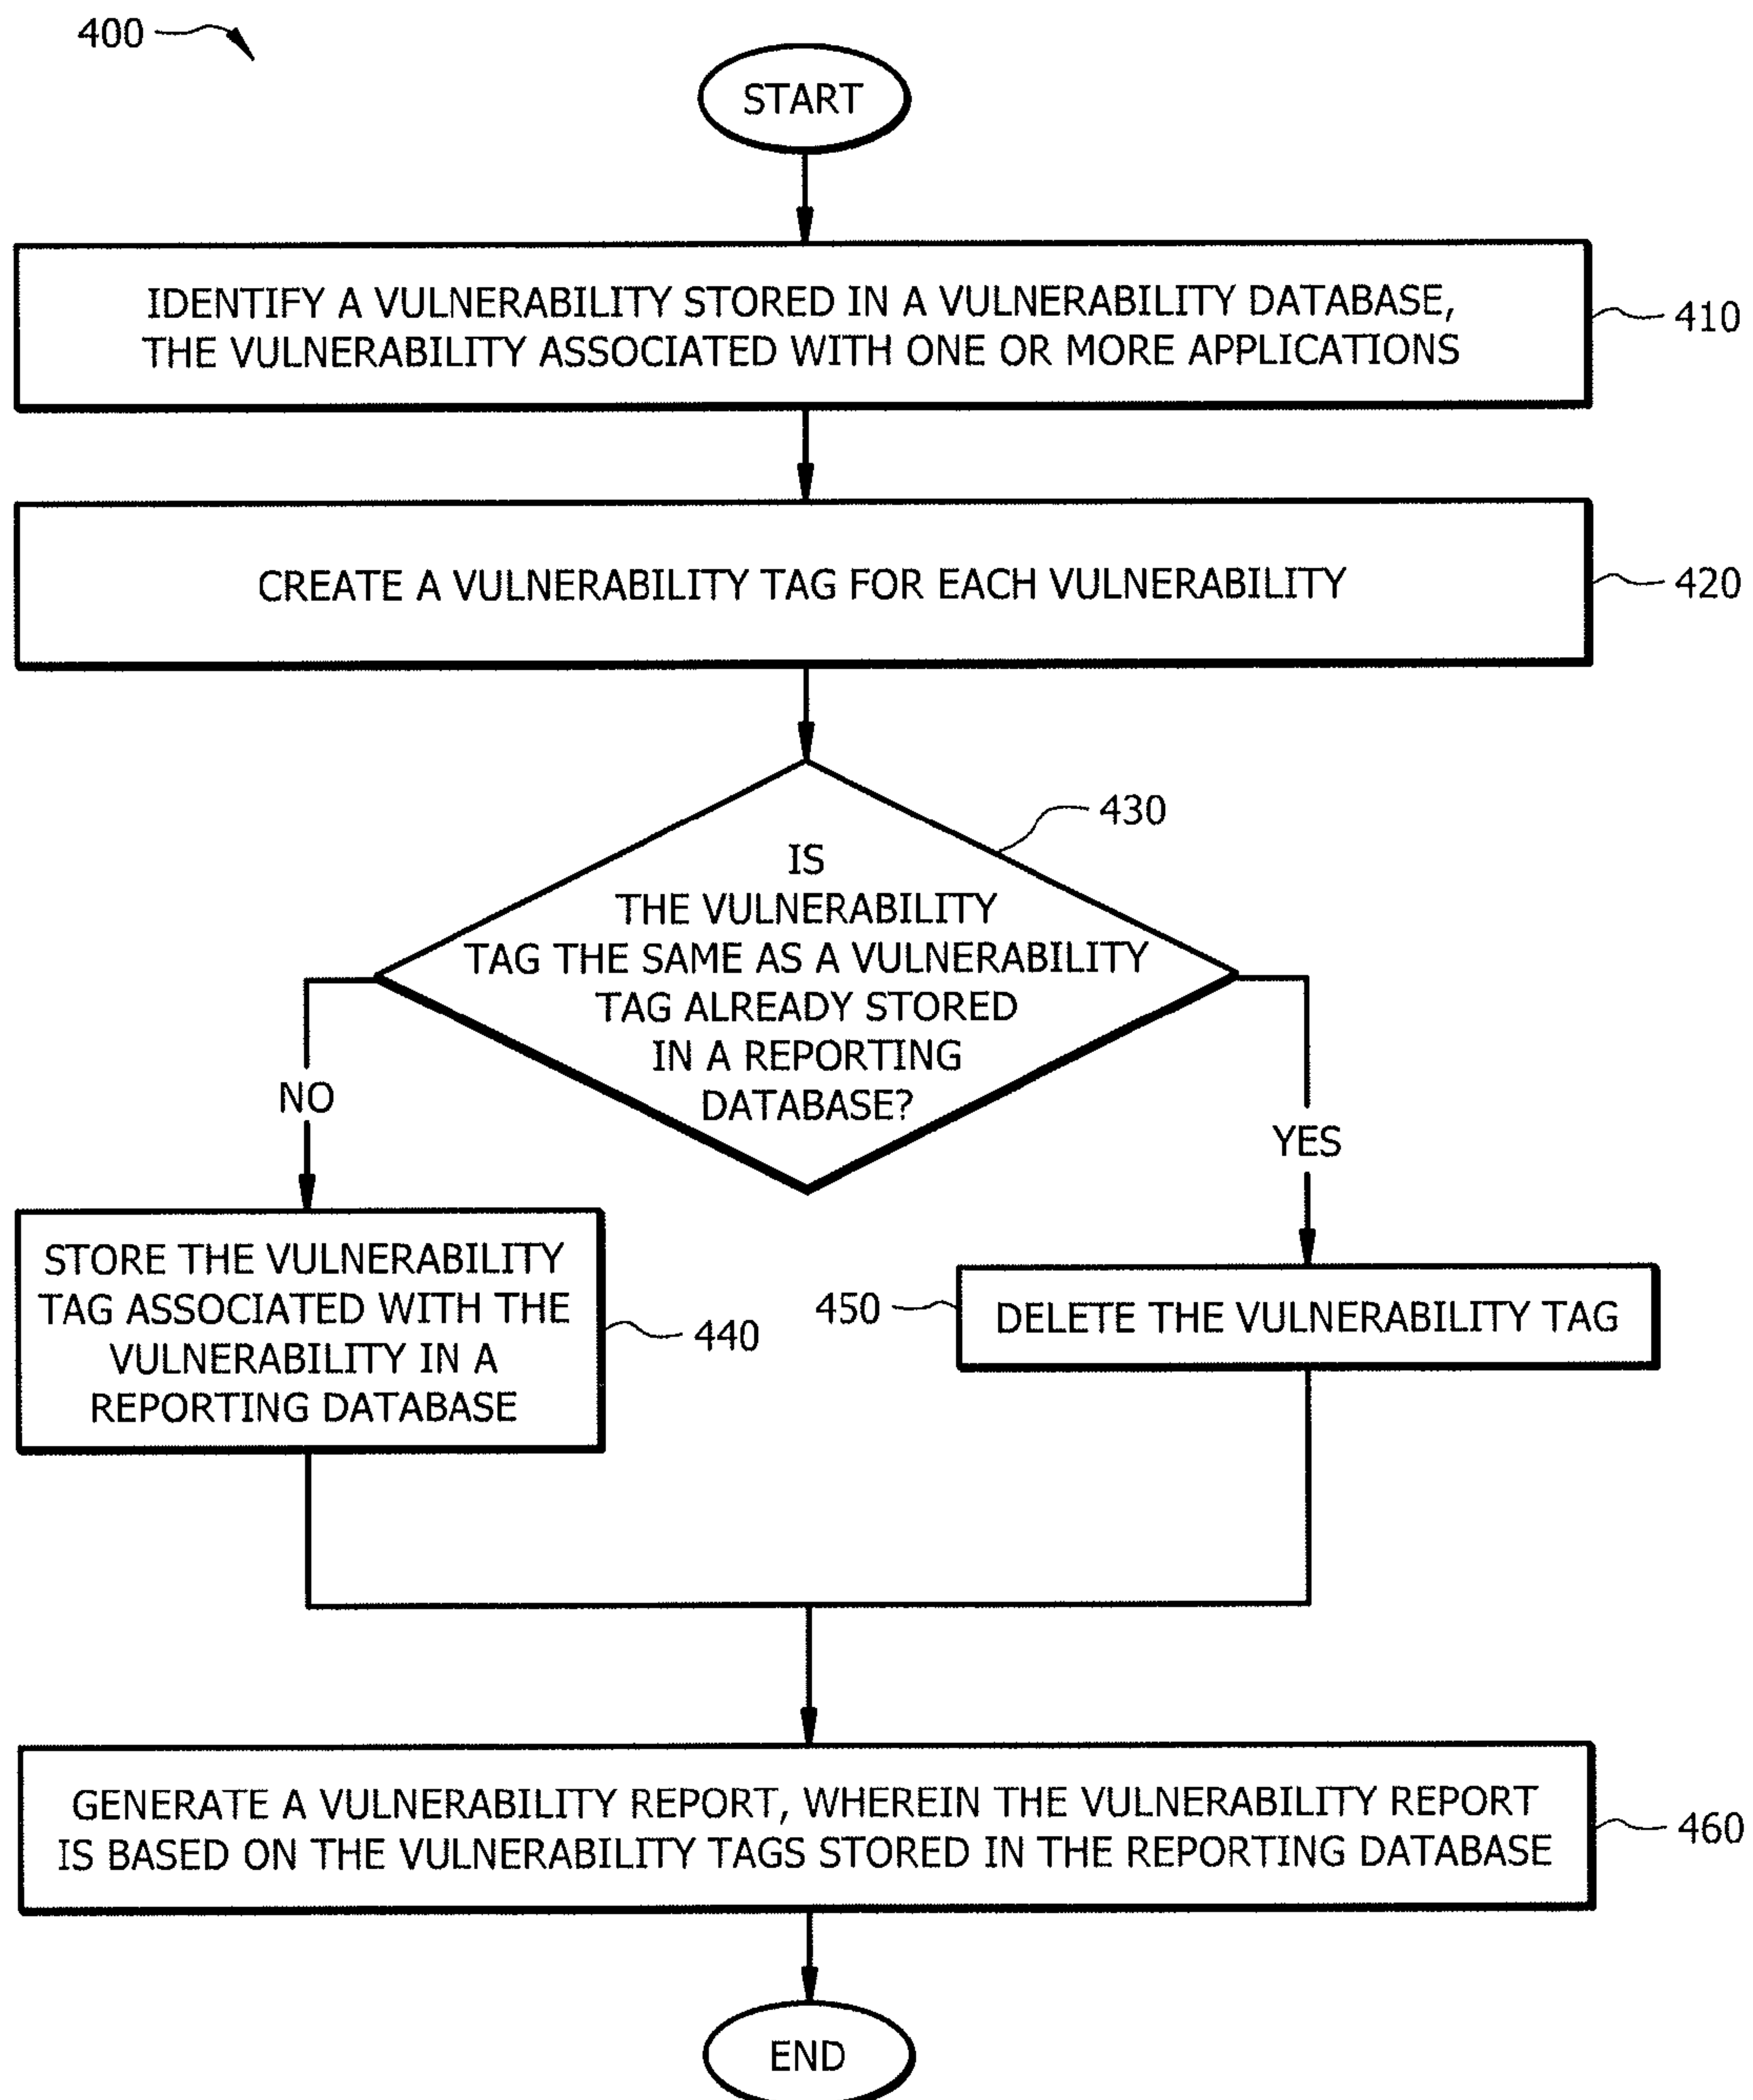 400
START
IDENTIFY A VULNERABILITY STORED IN A VULNERABILITY DATABASE,
THE VULNERABILITY ASSOCIATED WITH ONE OR MORE APPLICATIONS
410
CREATE A VULNERABILITY TAG FOR EACH VULNERABILITY
420
430
IS
THE VULNERABILITY
TAG THE SAME AS A VULNERABILITY
TAG ALREADY STORED
IN A REPORTING
DATABASE?
NO
YES
STORE THE VULNERABILITY
TAG ASSOCIATED WITH THE
VULNERABILITY IN A
REPORTING DATABASE
440
450
DELETE THE VULNERABILITY TAG
GENERATE A VULNERABILITY REPORT, WHEREIN THE VULNERABILITY REPORT
IS BASED ON THE VULNERABILITY TAGS STORED IN THE REPORTING DATABASE
460
END